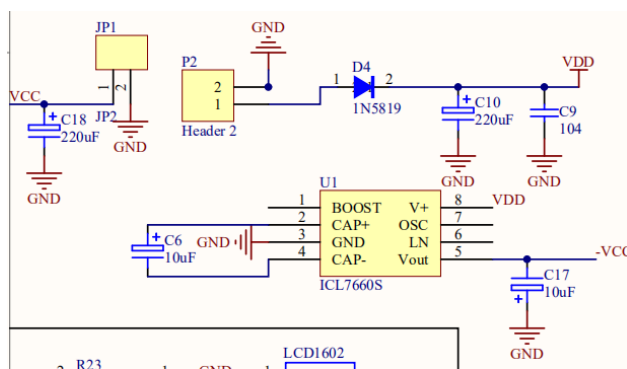 JP1
1
2
VCC
JP2
C18
220uF
GND
GND
GND
P2
2
1
Header 2
D4
1
2
1N5819
VDD
C10
220uF
C9
104
GND
GND
U1
1
BOOST
V+
8
VDD
2
CAP+
OSC
7
3
GND
LN
6
4
CAP-
Vout
5
ICL7660S
GND
C6
10uF
-VCC
C17
10uF
GND
LCD1602
R23